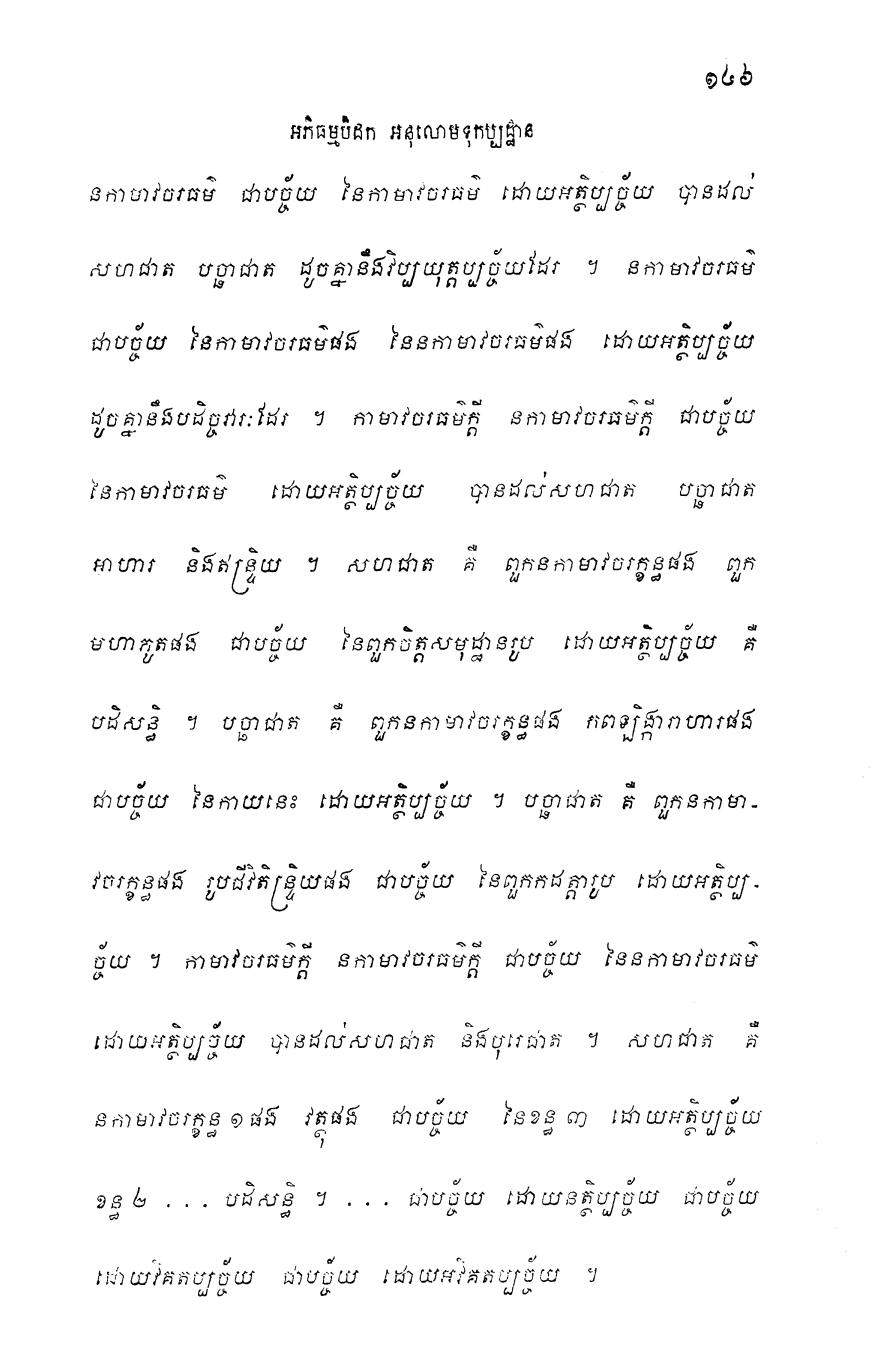 ១៤៦
អភិធម្មបិដក អនុលោមទុកប្បដ្ឋាន
នកាមាវចរធម៌ ជាបច្ច័យ នៃកាមាវចរធម៌ ដោយអត្ថិប្បច្ច័យ បានដល់
សហជាត បច្ឆាជាត ដូចគ្នានឹងវិប្បយុត្តប្បច្ច័យដែរ ។ នកាមាវចរធម៌
ជាបច្ច័យ នៃកាមាវចរធម៌ផង នៃនកាមាវចរធម៌ផង ដោយអត្ថិប្បច្ច័យ
ដូចគ្នានឹងបដិច្ចវារៈដែរ ។ កាមាវចរធម៌ក្តី នកាមាវចរធម៌ក្តី ជាបច្ច័យ
នៃកាមាវចរធម៌ ដោយអត្ថិប្បច្ច័យ បានដល់សហជាត បច្ឆាជាត
អាហារ និងឥន្ទ្រិយ ។ សហជាត គឺ ពួកនកាមាវចរក្ខន្ធផង ពួក
មហាភូតផង ជាបច្ច័យ នៃពួកចិត្តសមុដ្ឋានរូប ដោយអត្ថិប្បច្ច័យ គឺ
បដិសន្ធិ ។ បច្ឆាជាត គឺ ពួកនកាមាវចរក្ខន្ធផង កពឡិង្ការាហារផង
ជាបច្ច័យ នៃកាយនេះ ដោយអត្ថិប្បច្ច័យ ។ បច្ឆាជាត គឺ ពួកនកាមា-
វចរក្ខន្ធផង រូបជីវិតិន្ទ្រិយផង ជាបច្ច័យ នៃពួកកដត្តារូប ដោយអត្ថិប្ប-
ច្ច័យ ។ កាមាវចរធម៌ក្តី នកាមាវចរធម៌ក្តី ជាបច្ច័យ នៃនកាមាវចរធម៌
ដោយអត្ថិប្បច្ច័យ បានដល់សហជាត និងបុរេជាត ។ សហជាត គឺ
នកាមាវចរក្ខន្ធ ១ ផង វត្ថុផង ជាបច្ច័យ នៃខន្ធ ៣ ដោយអត្ថិប្បច្ច័យ
ខន្ធ ២ ... បដិសន្ធិ ។ ... ជាបច្ច័យ ដោយនត្ថិប្បច្ច័យ ជាបច្ច័យ
ដោយវិគតប្បច្ច័យ ជាបច្ច័យ ដោយអវិគតប្បច្ច័យ ។